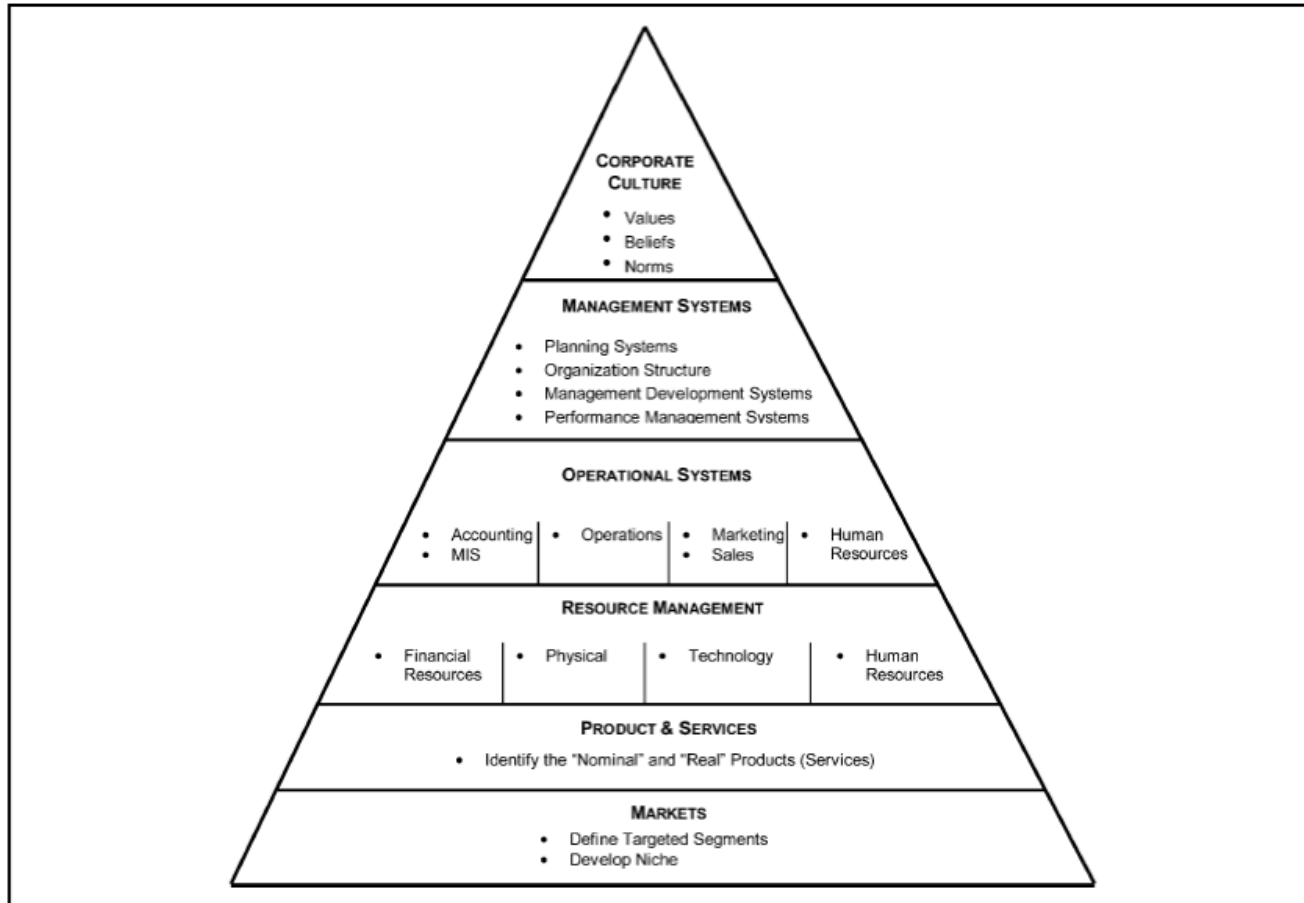 CORPORATE
CULTURE
• Values
• Beliefs
• Norms
MANAGEMENT SYSTEMS
• Planning Systems
• Organization Structure
• Management Development Systems
• Performance Management Systems
OPERATIONAL SYSTEMS
• Accounting
• MIS
• Operations
• Marketing
• Sales
• Human
Resources
RESOURCE MANAGEMENT
• Financial
Resources
• Physical
• Technology
• Human
Resources
PRODUCT & SERVICES
• Identify the “Nominal” and “Real” Products (Services)
MARKETS
• Define Targeted Segments
• Develop Niche